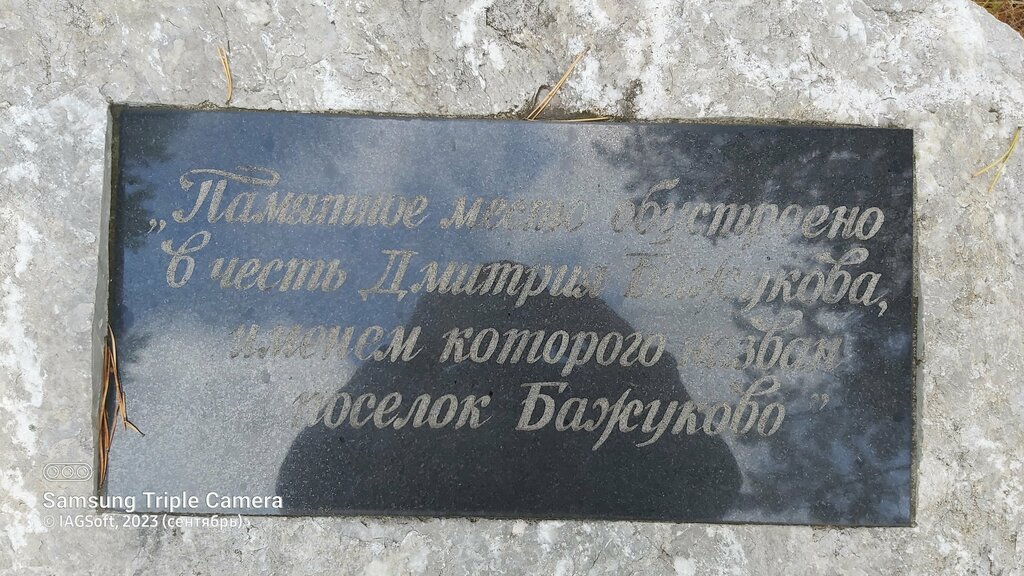 „Памятное место обустроено
в честь Дмитрия Бажукова,
именем которого назван
поселок Бажуково”
Samsung Triple Camera
© IAGSoft, 2023 (сентябрь)